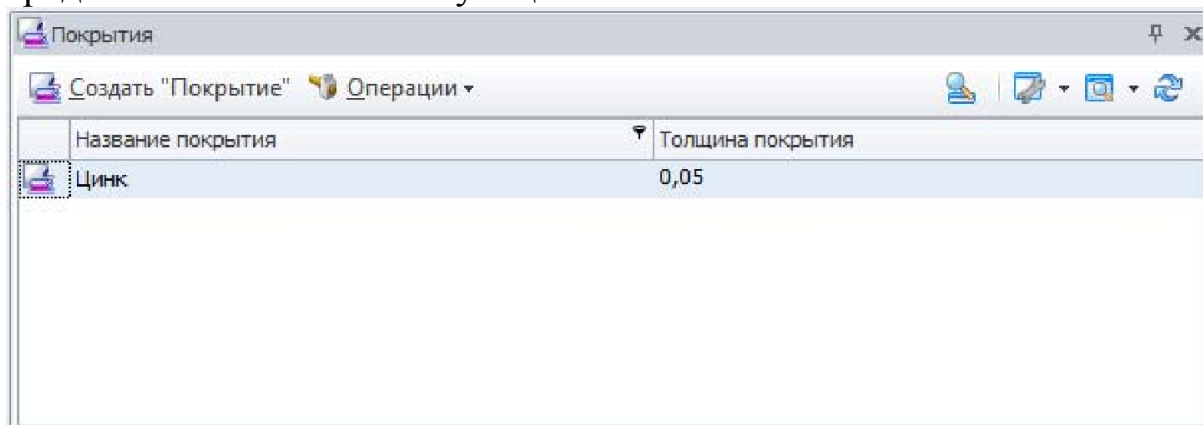 Покрытия
Создать "Покрытие" Операции
Название покрытия Толщина покрытия
Цинк 0,05